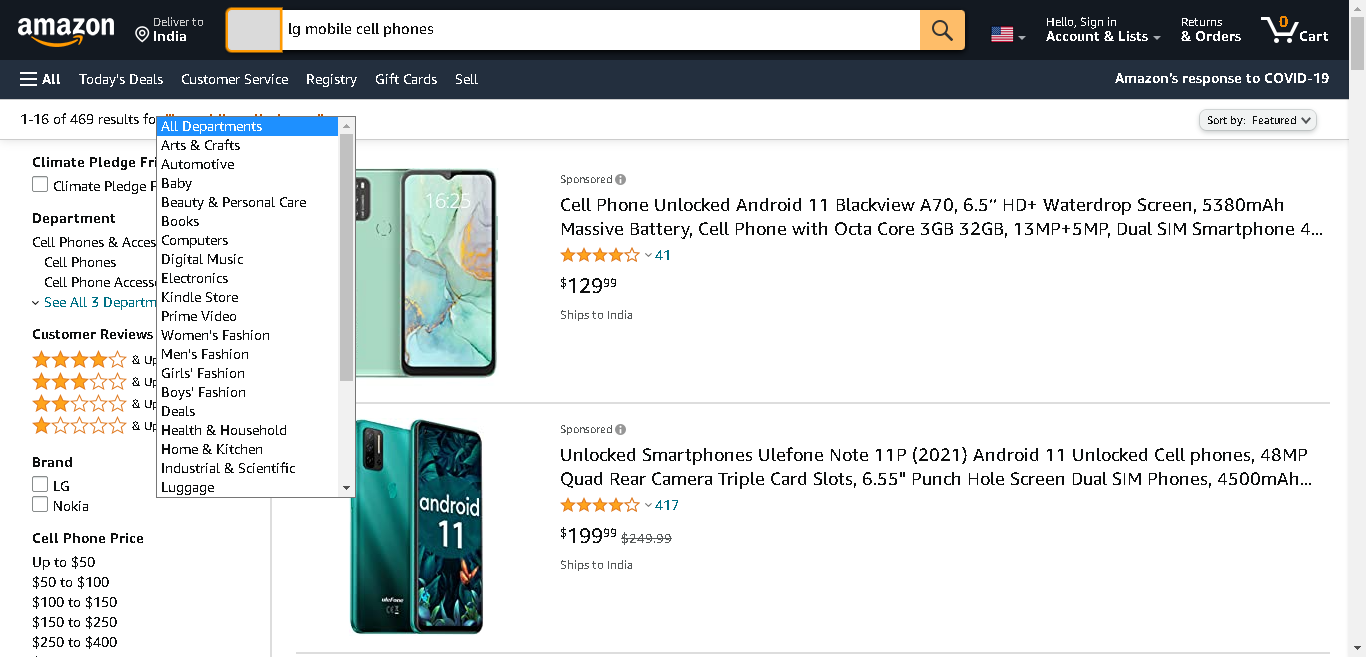 amazon
Deliver to
India
lg mobile cell phones
Hello, Sign in
Account & Lists
Returns
& Orders
0
Cart
All
Today's Deals
Customer Service
Registry
Gift Cards
Sell
Amazon's response to COVID-19
1-16 of 469 results for
Sort by: Featured
All Departments
Arts & Crafts
Automotive
Baby
Beauty & Personal Care
Books
Computers
Digital Music
Electronics
Kindle Store
Prime Video
Women's Fashion
Men's Fashion
Girls' Fashion
Boys' Fashion
Deals
Health & Household
Home & Kitchen
Industrial & Scientific
Luggage
Climate Pledge Fri
Climate Pledge F
Department
Cell Phones & Acces
Cell Phones
Cell Phone Accesso
See All 3 Departm
Customer Reviews
& Up
& Up
& Up
& Up
Brand
LG
Nokia
Cell Phone Price
Up to $50
$50 to $100
$100 to $150
$150 to $250
$250 to $400
16:25
Sponsored
Cell Phone Unlocked Android 11 Blackview A70, 6.5” HD+ Waterdrop Screen, 5380mAh
Massive Battery, Cell Phone with Octa Core 3GB 32GB, 13MP+5MP, Dual SIM Smartphone 4...
41
$12999
Ships to India
android
11
ulefone
Sponsored
Unlocked Smartphones Ulefone Note 11P (2021) Android 11 Unlocked Cell phones, 48MP
Quad Rear Camera Triple Card Slots, 6.55" Punch Hole Screen Dual SIM Phones, 4500mAh...
417
$19999 $249.99
Ships to India